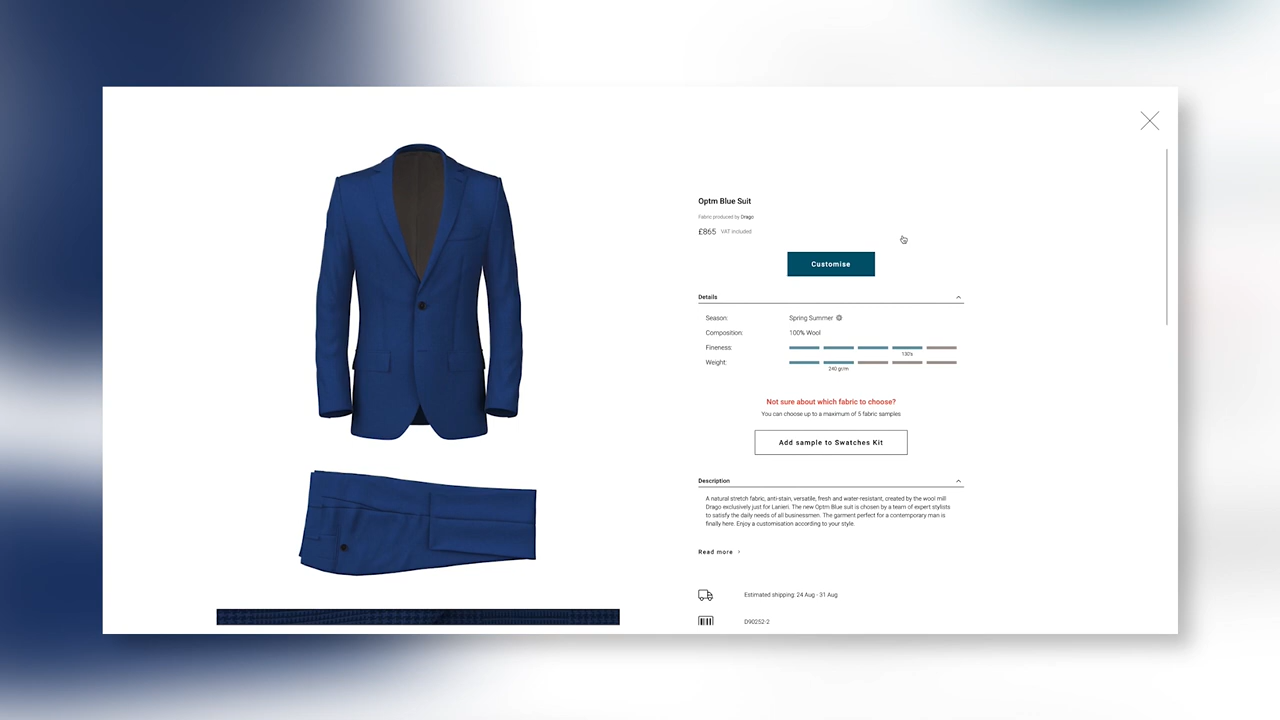 Optm Blue Suit
Fabric produced by Drago
£865 VAT included
Customise
Details
Season: Spring Summer
Composition: 100% Wool
Fineness:
130's
Weight:
240 gr/m
Not sure about which fabric to choose?
You can choose up to a maximum of 5 fabric samples
Add sample to Swatches Kit
Description
A natural stretch fabric, anti-stain, versatile, fresh and water-resistant, created by the wool mill
Drago exclusively just for Lanieri. The new Optm Blue suit is chosen by a team of expert stylists
to satisfy the daily needs of all businessmen. The garment perfect for a contemporary man is
finally here. Enjoy a customisation according to your style.
Read more
Estimated shipping: 24 Aug - 31 Aug
D90252-2